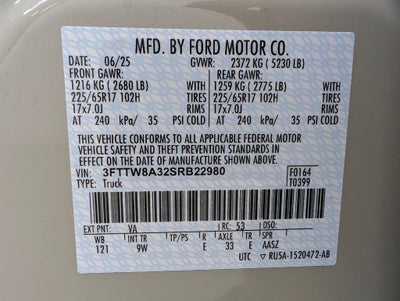 MFD. BY FORD MOTOR CO.
DATE: 06/25 GVWR: 2372 KG ( 5230 LB)
FRONT GAWR: REAR GAWR:
1216 KG ( 2680 LB) WITH 1259 KG ( 2775 LB) WITH
225/65R17 102H TIRES 225/65R17 102H TIRES
17x7.0J RIMS 17x7.0J RIMS
AT 240 kPa/ 35 PSI COLD AT 240 kPa/ 35 PSI COLD
THIS VEHICLE CONFORMS TO ALL APPLICABLE FEDERAL MOTOR
VEHICLE SAFETY AND THEFT PREVENTION STANDARDS IN
EFFECT ON THE DATE OF MANUFACTURE SHOWN ABOVE.
VIN: 3FTTW8A32SRB22980 F0164
TYPE: Truck T0399
EXT PNT: VA RC: 53 DSO:
WB INT TR TP/PS R AXLE TR SPR
121 9W E 33 E AASZ
UTC ▽ RU5A-1520472-AB